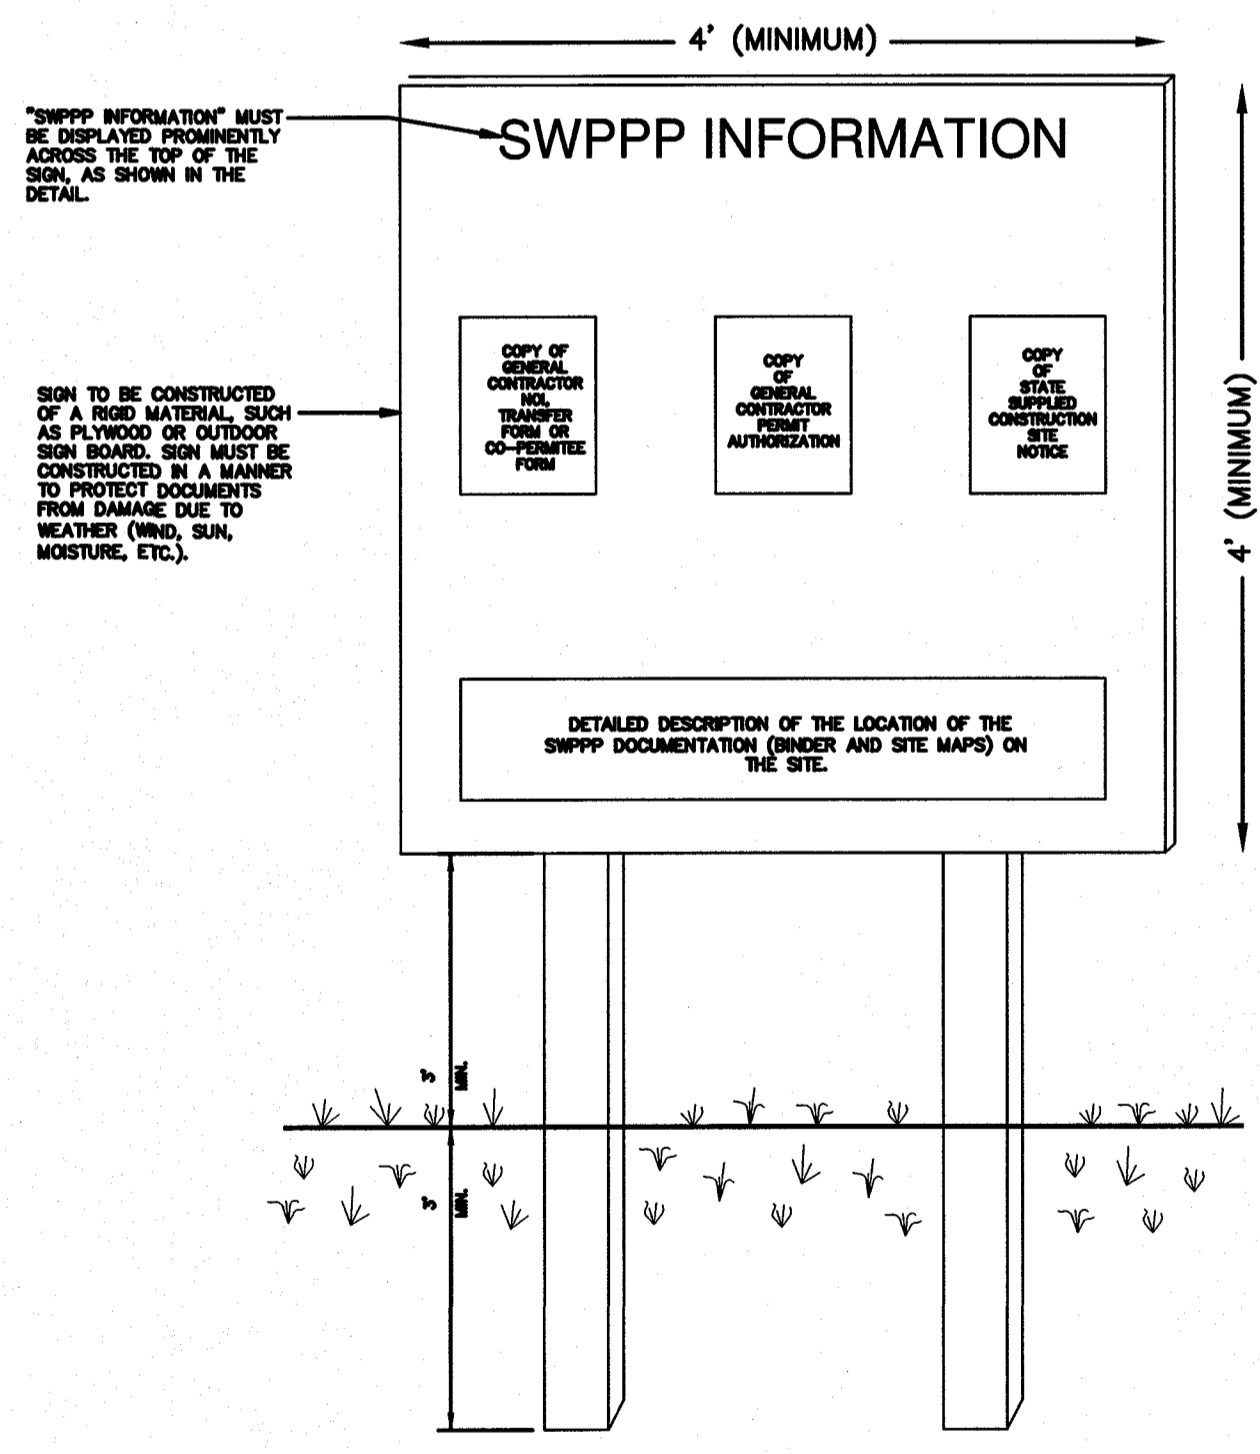 4' (MINIMUM)
"SWPPP INFORMATION" MUST
BE DISPLAYED PROMINENTLY
ACROSS THE TOP OF THE
SIGN, AS SHOWN IN THE
DETAIL.
SWPPP INFORMATION
SIGN TO BE CONSTRUCTED
OF A RIGID MATERIAL, SUCH
AS PLYWOOD OR OUTDOOR
SIGN BOARD. SIGN MUST BE
CONSTRUCTED IN A MANNER
TO PROTECT DOCUMENTS
FROM DAMAGE DUE TO
WEATHER (WIND, SUN,
MOISTURE, ETC.).
COPY OF
GENERAL
CONTRACTOR
NOI,
TRANSFER
FORM OR
CO-PERMITEE
FORM
COPY
OF
GENERAL
CONTRACTOR
PERMIT
AUTHORIZATION
COPY
OF
STATE
SUPPLIED
CONSTRUCTION
SITE
NOTICE
4' (MINIMUM)
DETAILED DESCRIPTION OF THE LOCATION OF THE
SWPPP DOCUMENTATION (BINDER AND SITE MAPS) ON
THE SITE.
3'
MIN.
3'
MIN.